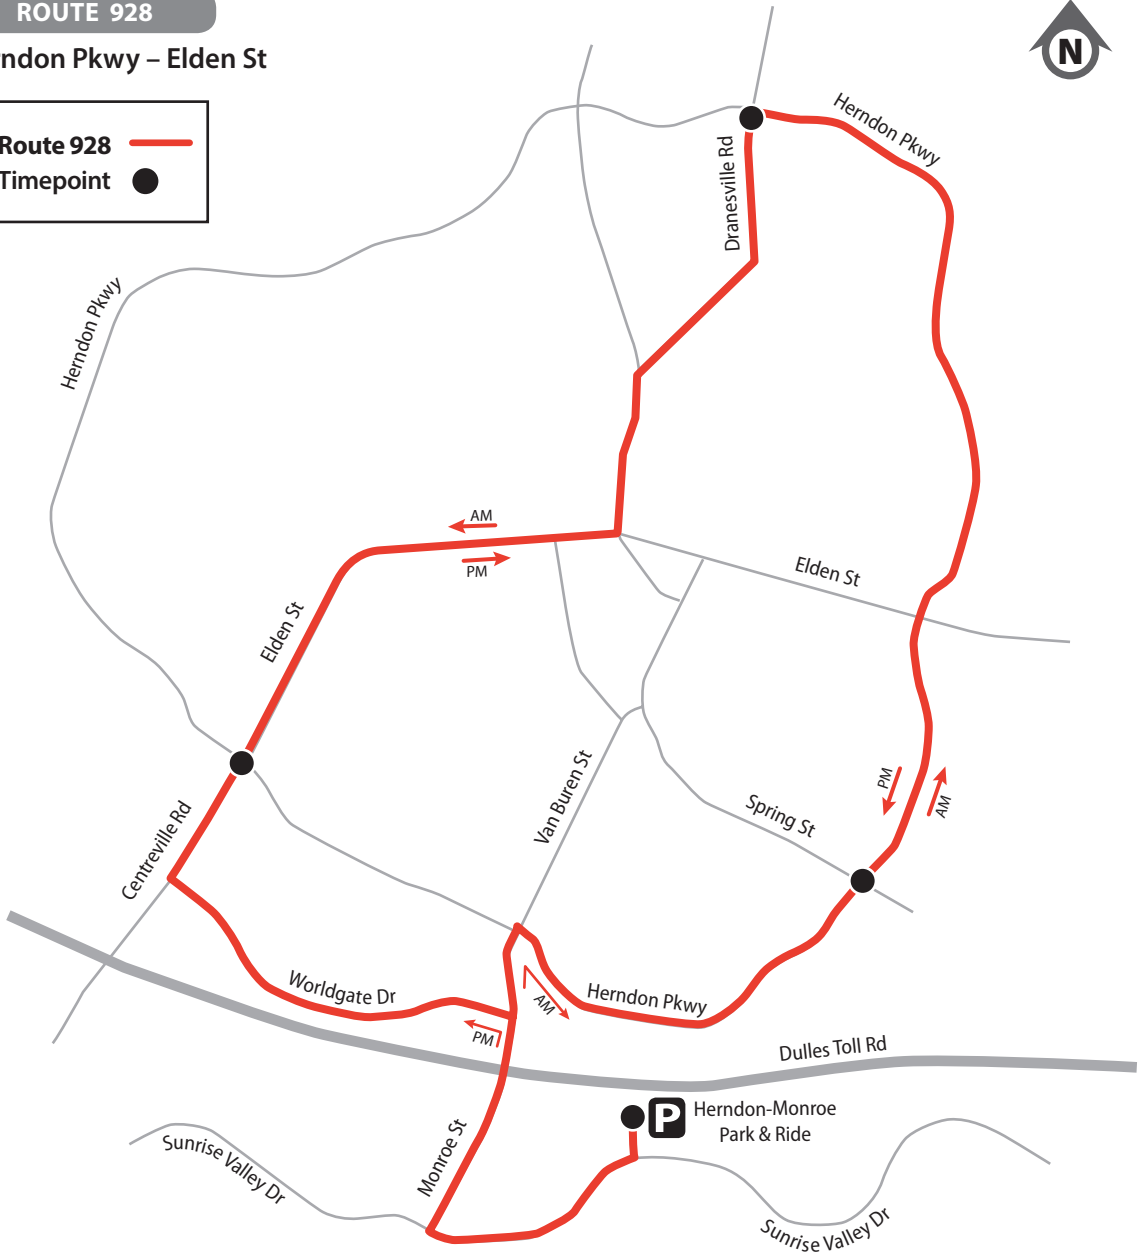 ROUTE 928
rndon Pkwy – Elden St
Route 928
Timepoint
N
Herndon Pkwy
Dranesville Rd
Herndon Pkwy
AM
PM
Elden St
Elden St
Van Buren St
PM
AM
Spring St
Centreville Rd
Worldgate Dr
AM
Herndon Pkwy
PM
Dulles Toll Rd
P
Herndon-Monroe
Park & Ride
Monroe St
Sunrise Valley Dr
Sunrise Valley Dr